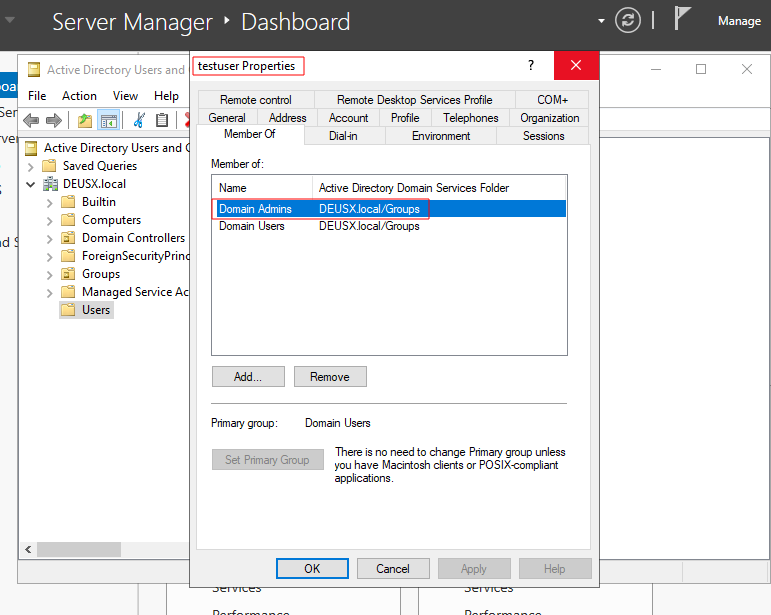 Server Manager ‣ Dashboard
Manage
Active Directory Users and
File Action View Help
Active Directory Users and C
Saved Queries
DEUSX.local
Builtin
Computers
Domain Controllers
ForeignSecurityPrinc
Groups
Managed Service Ac
Users
testuser Properties
?
Remote control Remote Desktop Services Profile COM+
General Address Account Profile Telephones Organization
Member Of Dial-in Environment Sessions
Member of:
Name Active Directory Domain Services Folder
Domain Admins DEUSX.local/Groups
Domain Users DEUSX.local/Groups
Add... Remove
Primary group: Domain Users
Set Primary Group
There is no need to change Primary group unless
you have Macintosh clients or POSIX-compliant
applications.
OK Cancel Apply Help
Services Services
Performance Performance